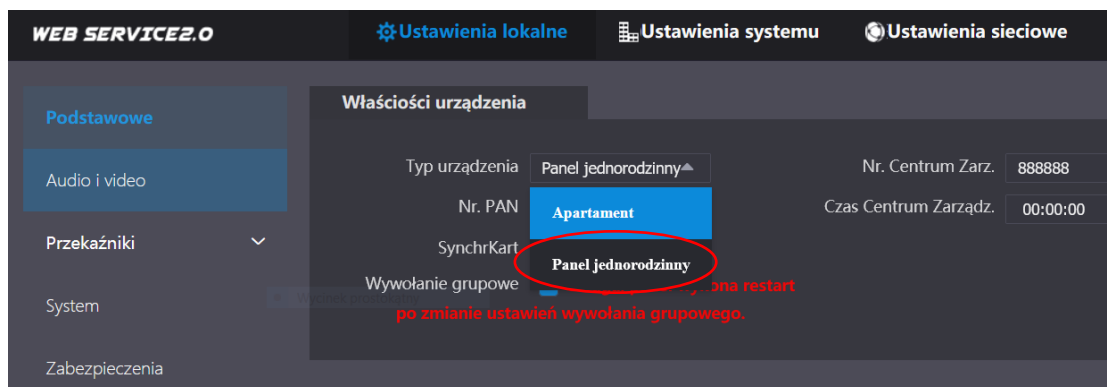 WEB SERVICE2.0
Ustawienia lokalne
Ustawienia systemu
Ustawienia sieciowe
Podstawowe
Audio i video
Przekaźniki
System
Zabezpieczenia
Właściości urządzenia
Typ urządzenia Panel jednorodzinny
Nr. Centrum Zarz. 888888
Nr. PAN
Apartament
Czas Centrum Zarządz. 00:00:00
SynchrKart
Panel jednorodzinny
Wywołanie grupowe
restart
po zmianie ustawień wywołania grupowego.